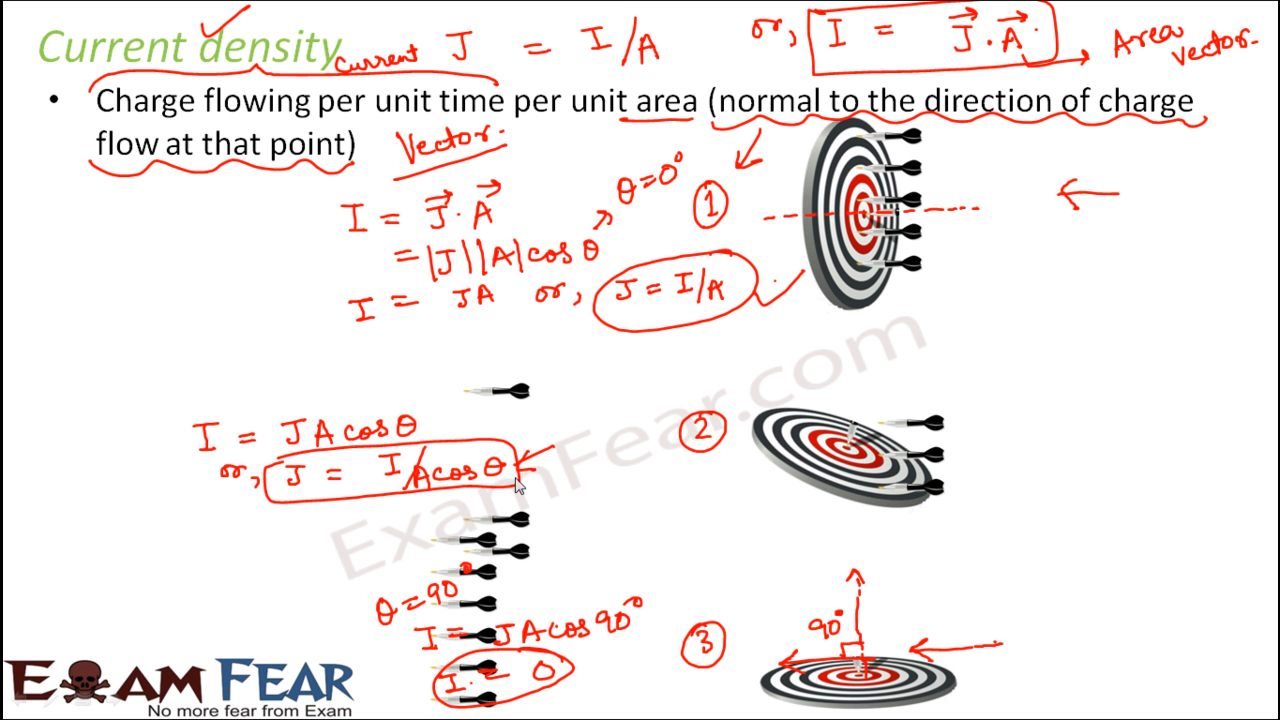 Current density
current J = I/A or, I = J⃗ . A⃗ . Area vector.
• Charge flowing per unit time per unit area (normal to the direction of charge
flow at that point)
Vector.
I = J⃗ . A⃗
= |J||A| cos θ
θ = 0°
I = JA or, J = I/A
1
I = J A cos θ
or, J = I/A cos θ
2
θ = 90
I = J A cos 90°
I = 0
3
90°
ExamFear.com
EXAM FEAR
No more fear from Exam